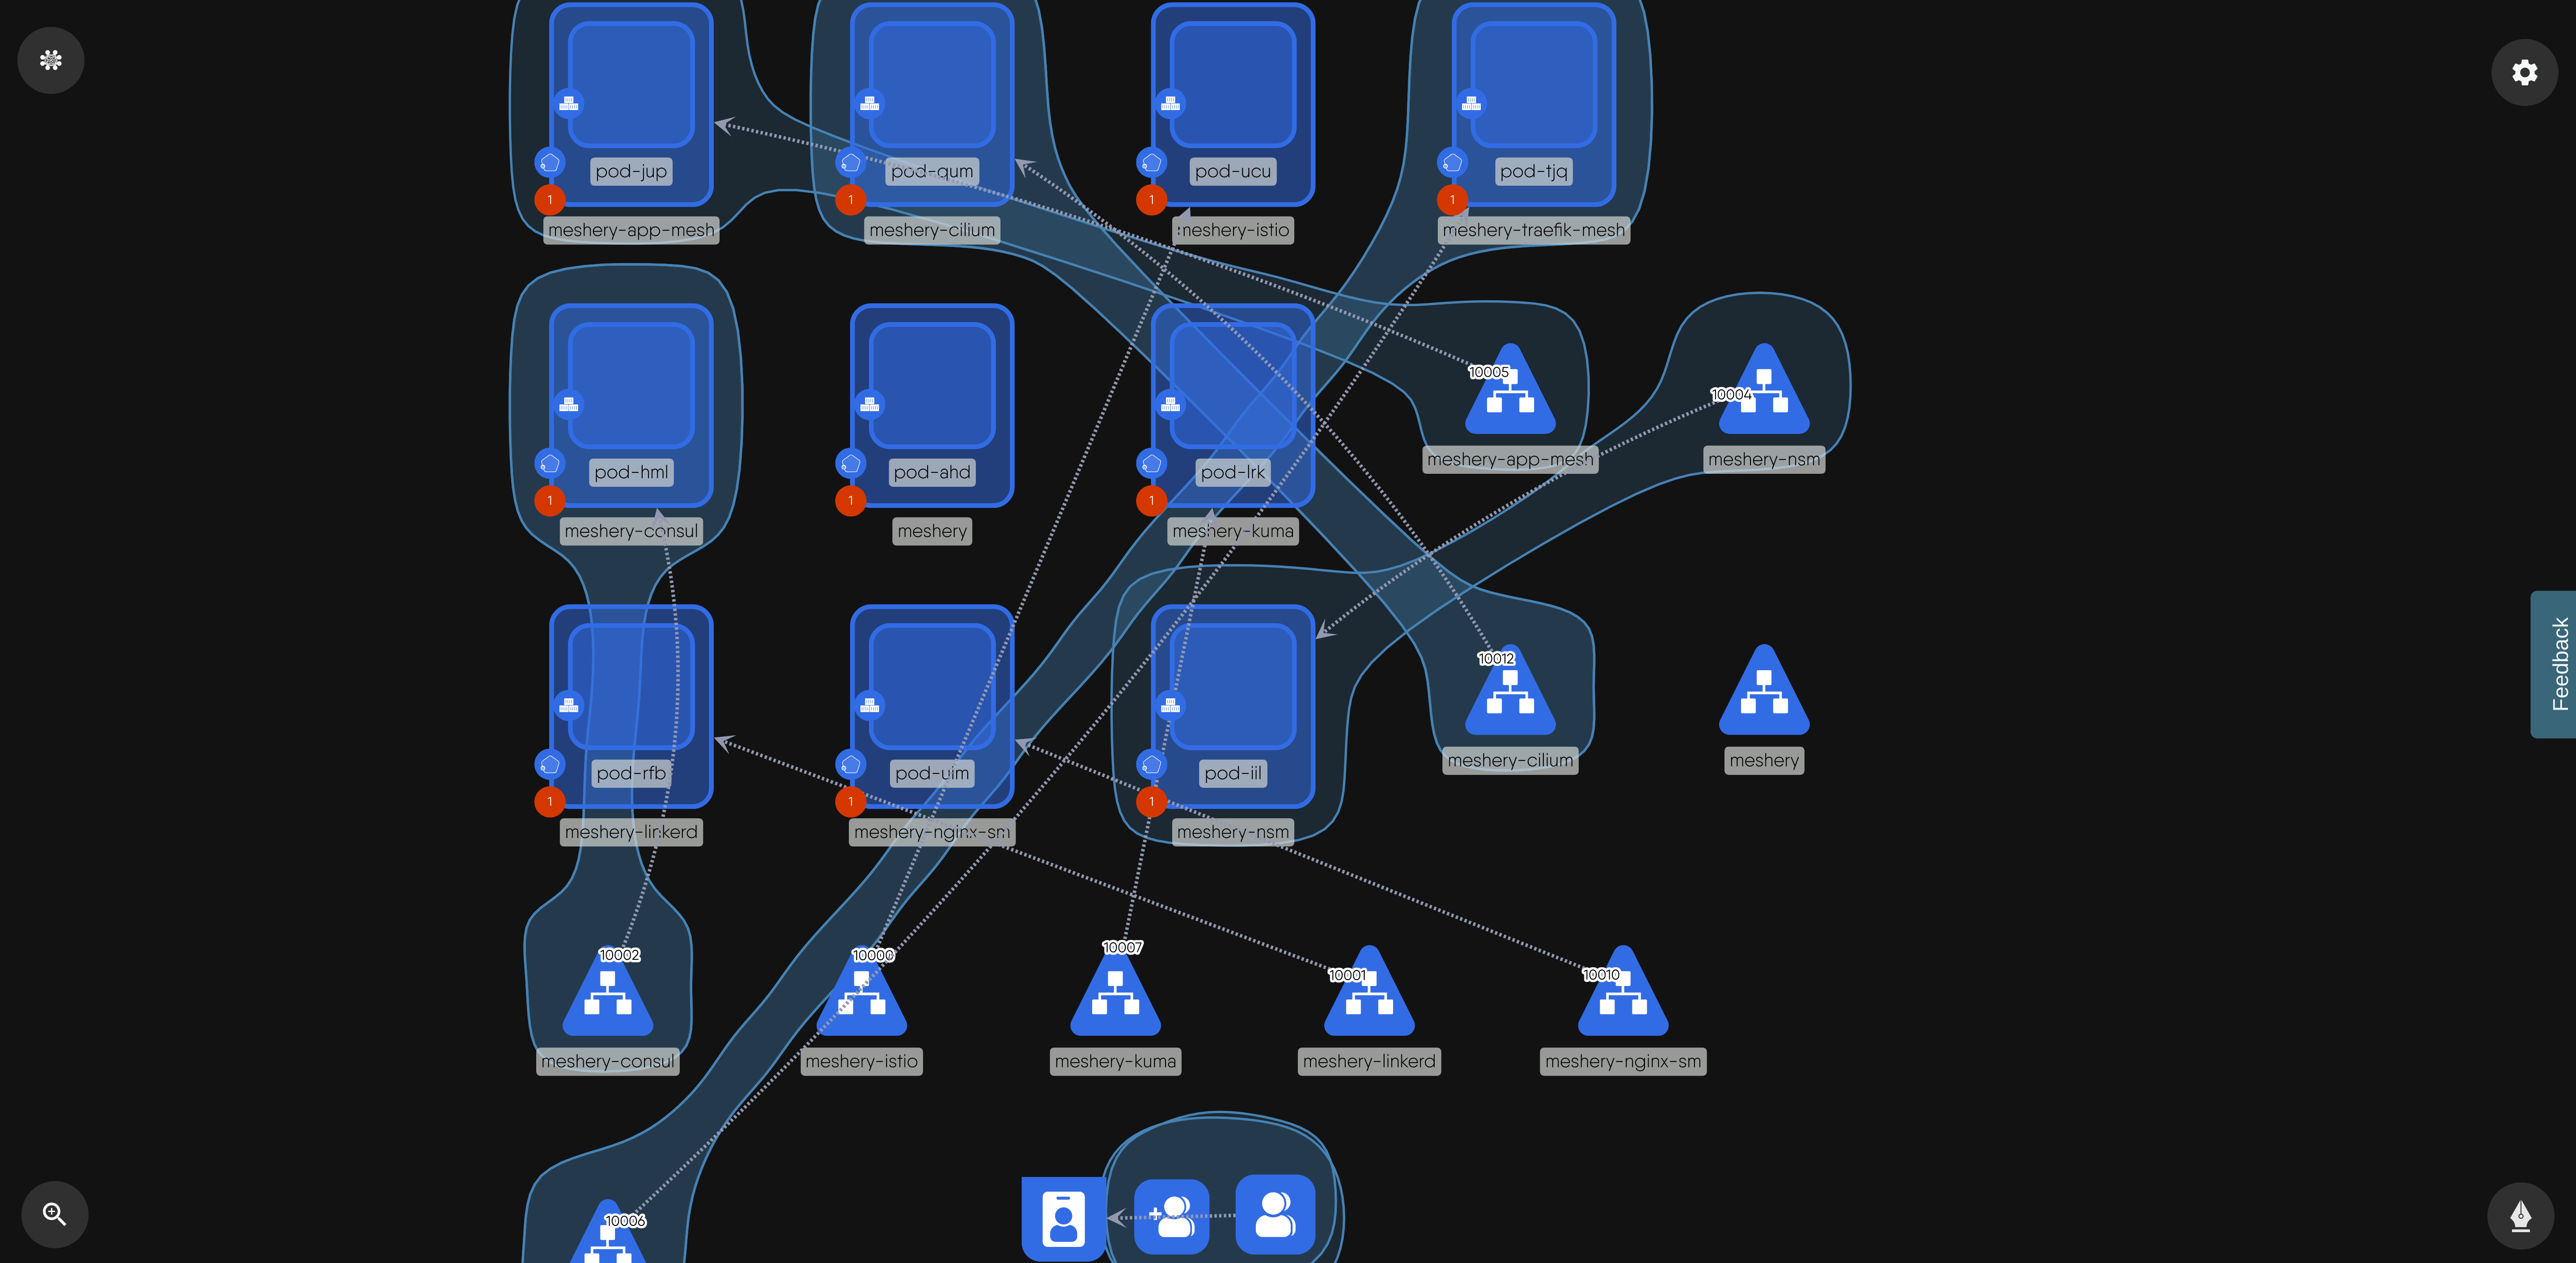 pod-jup
pod-qum
pod-ucu
pod-tjq
1
1
1
1
meshery-app-mesh
meshery-cilium
meshery-istio
meshery-traefik-mesh
10005
10004
pod-hml
pod-ahd
pod-lrk
meshery-app-mesh
meshery-nsm
1
1
1
meshery-consul
meshery
meshery-kuma
10012
Feedback
pod-rfb
pod-uim
pod-iil
meshery-cilium
meshery
1
1
1
meshery-linkerd
meshery-nginx-sm
meshery-nsm
10002
10000
10007
10001
10010
meshery-consul
meshery-istio
meshery-kuma
meshery-linkerd
meshery-nginx-sm
10006